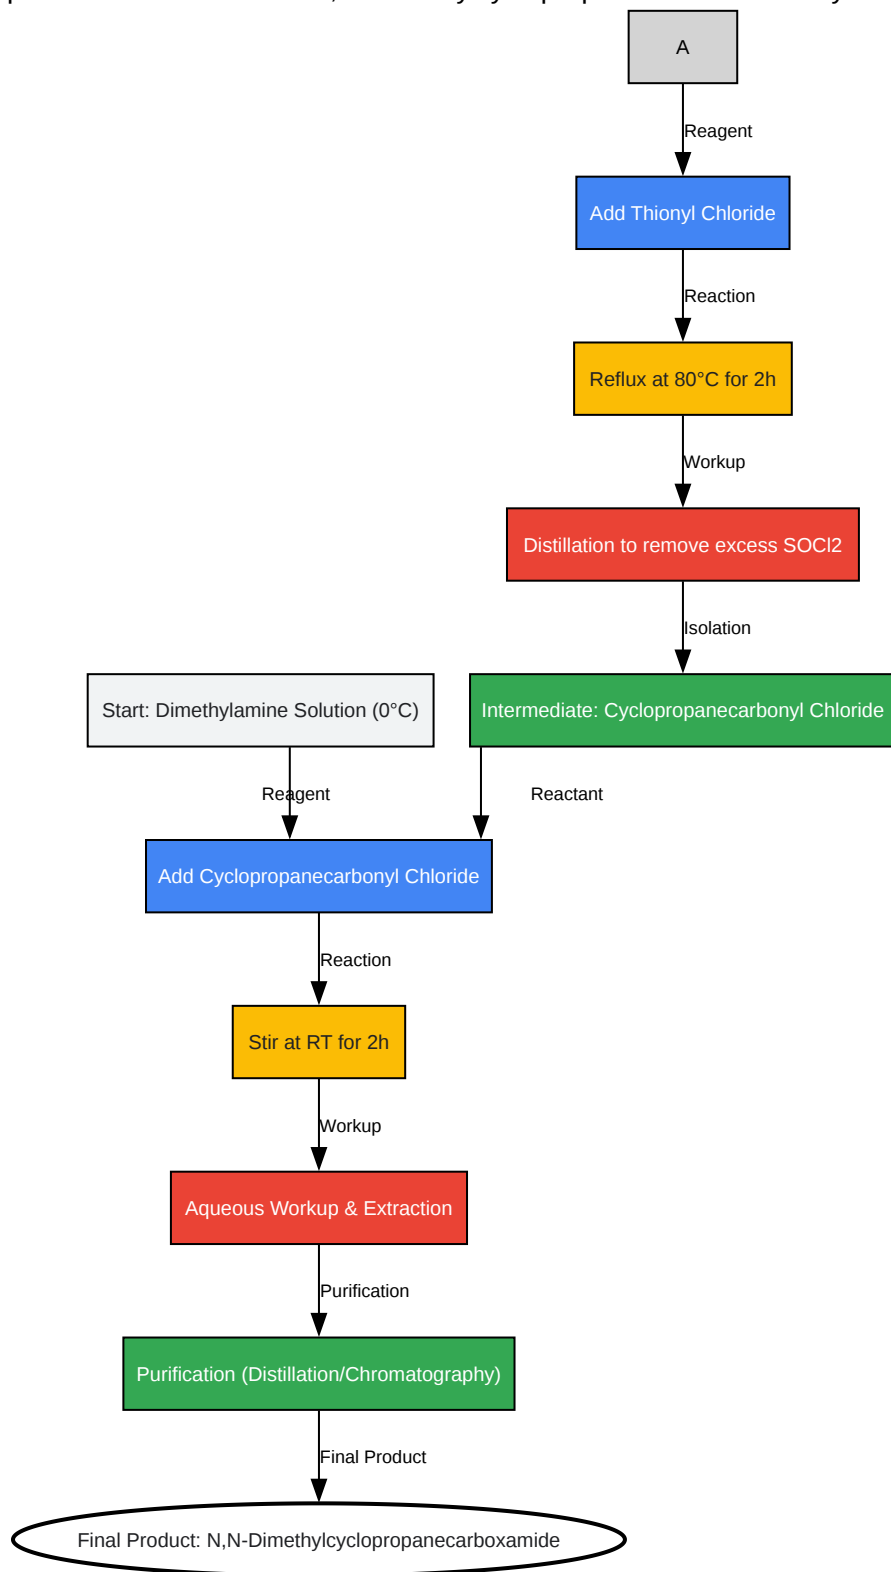 A
Reagent
Add Thionyl Chloride
Reaction
Reflux at 80°C for 2h
Workup
Distillation to remove excess SOCl2
Isolation
Start: Dimethylamine Solution (0°C)
Intermediate: Cyclopropanecarbonyl Chloride
Reagent
Reactant
Add Cyclopropanecarbonyl Chloride
Reaction
Stir at RT for 2h
Workup
Aqueous Workup & Extraction
Purification
Purification (Distillation/Chromatography)
Final Product
Final Product: N,N-Dimethylcyclopropanecarboxamide